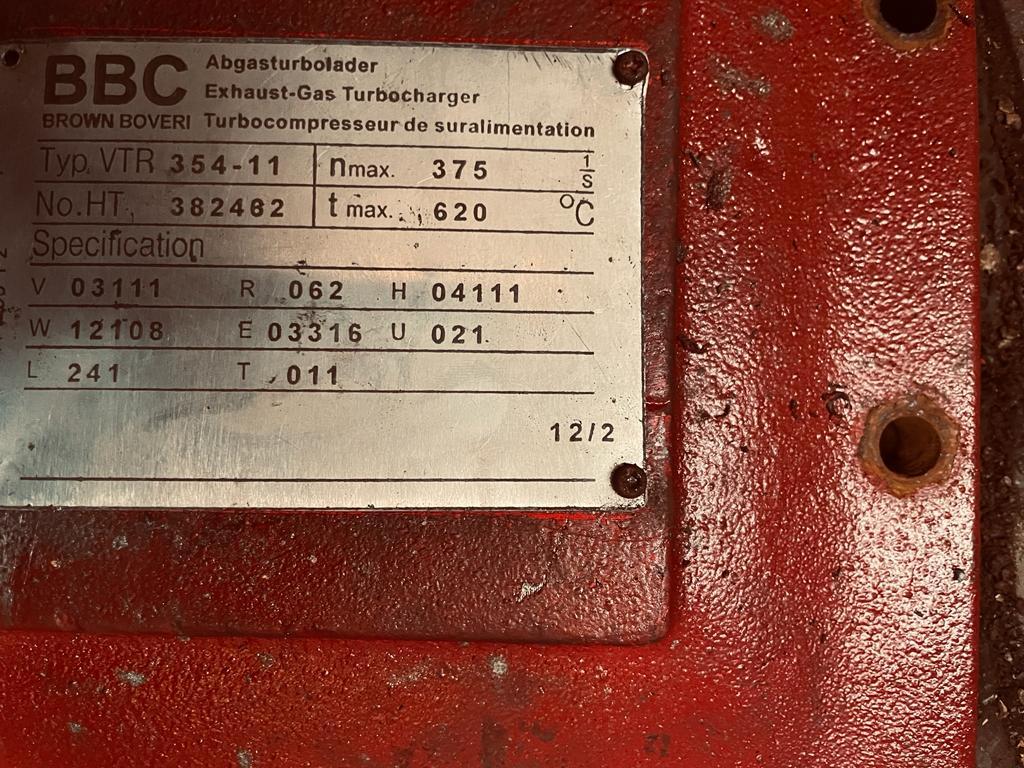 BBC Abgasturbolader
Exhaust-Gas Turbocharger
BROWN BOVERI Turbocompresseur de suralimentation
Typ. VTR 354-11 nmax. 375 1/s
No.HT. 382462 t max. 620 °C
Specification
V 03111 R 062 H 04111
W 12108 E 03316 U 021
L 241 T 011
12/2